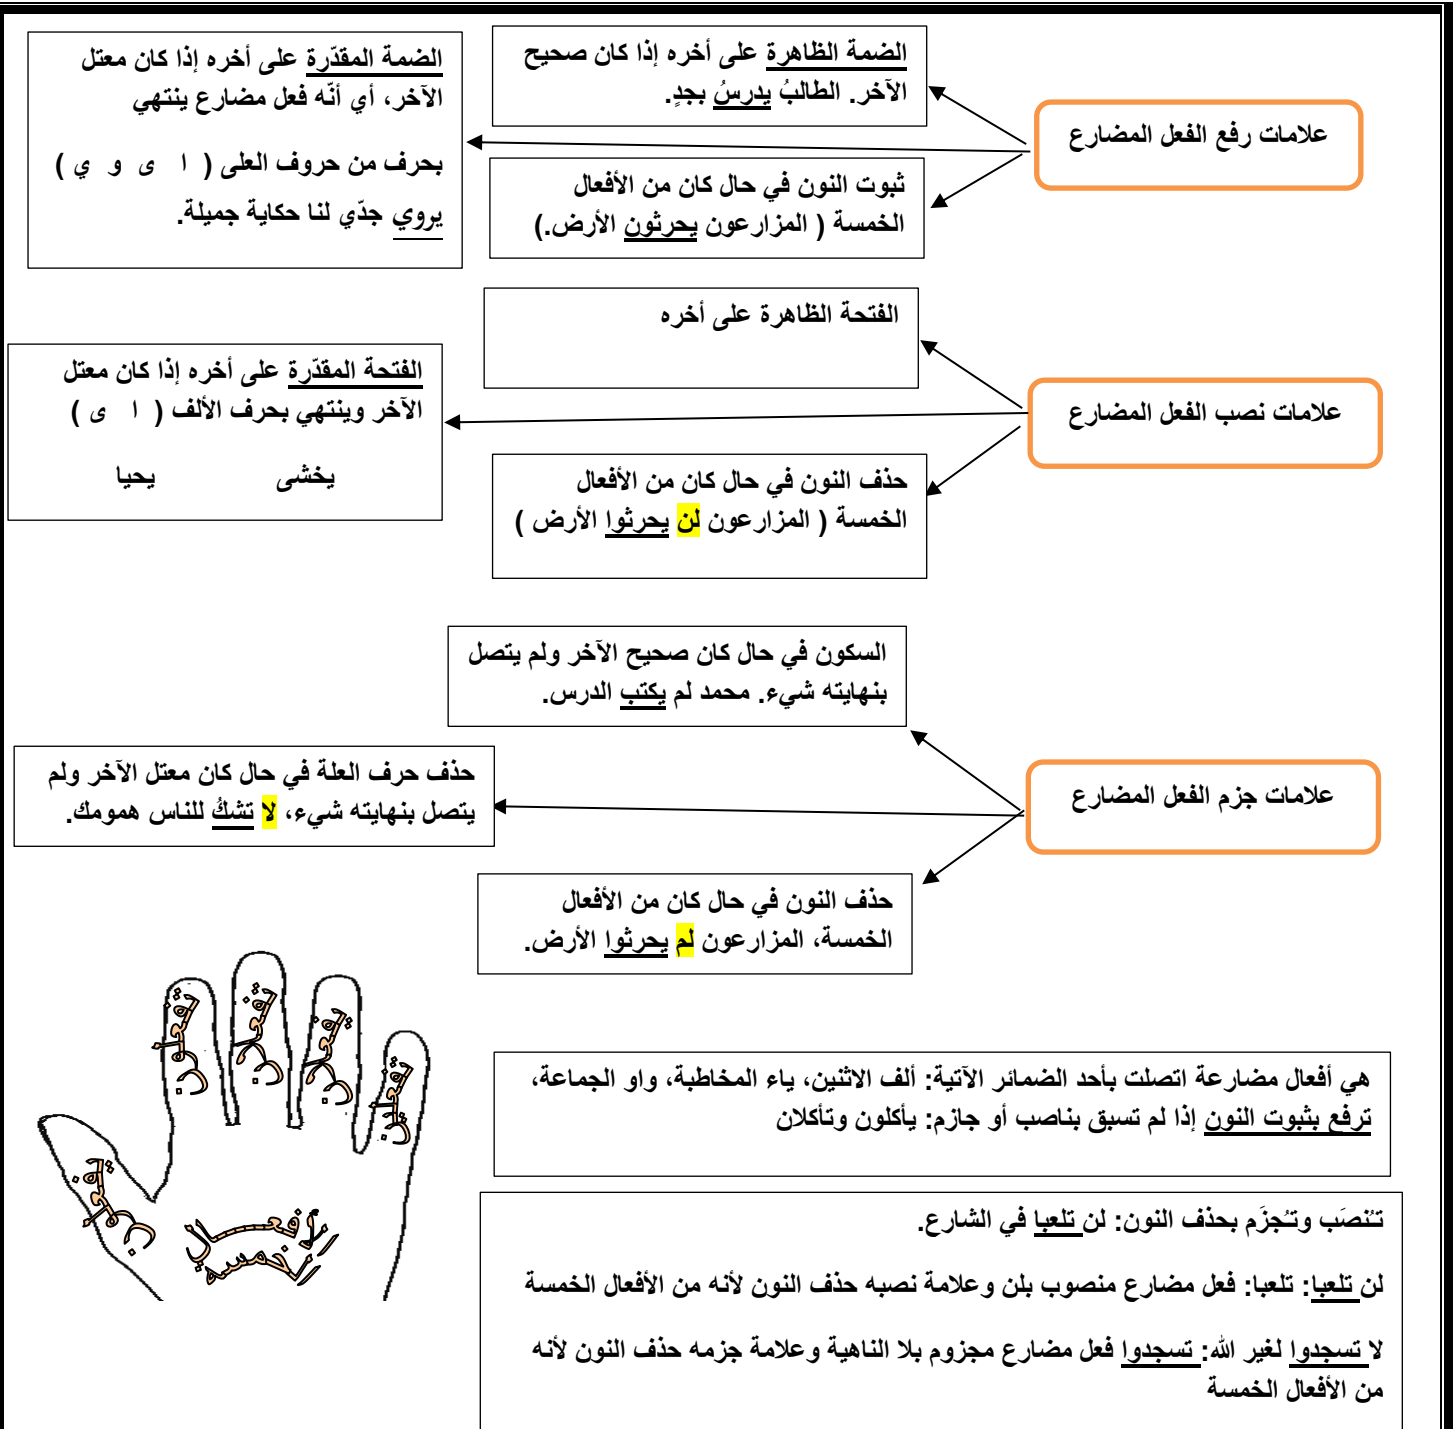 علامات رفع الفعل المضارع
الضمة الظاهرة على أخره إذا كان صحيح
الآخر. الطالبُ يدرسُ بجدٍ.
الضمة المقدّرة على أخره إذا كان معتل
الآخر، أي أنّه فعل مضارع ينتهي
بحرف من حروف العلى ( ا ى و ي )
يروي جدّي لنا حكاية جميلة.
ثبوت النون في حال كان من الأفعال
الخمسة ( المزارعون يحرثون الأرض.)
علامات نصب الفعل المضارع
الفتحة الظاهرة على أخره
الفتحة المقدّرة على أخره إذا كان معتل
الآخر وينتهي بحرف الألف ( ا ى )
يخشى يحيا
حذف النون في حال كان من الأفعال
الخمسة ( المزارعون لن يحرثوا الأرض )
علامات جزم الفعل المضارع
السكون في حال كان صحيح الآخر ولم يتصل
بنهايته شيء. محمد لم يكتب الدرس.
حذف حرف العلة في حال كان معتل الآخر ولم
يتصل بنهايته شيء، لا تشكُ للناس همومك.
حذف النون في حال كان من الأفعال
الخمسة، المزارعون لم يحرثوا الأرض.
تفعلين
يفعلان
تفعلان
تفعلون
يفعلون
الأفعال
الخمسة
هي أفعال مضارعة اتصلت بأحد الضمائر الآتية: ألف الاثنين، ياء المخاطبة، واو الجماعة،
ترفع بثبوت النون إذا لم تسبق بناصب أو جازم: يأكلون وتأكلان
تُنصَب وتُجزَم بحذف النون: لن تلعبا في الشارع.
لن تلعبا: تلعبا: فعل مضارع منصوب بلن وعلامة نصبه حذف النون لأنه من الأفعال الخمسة
لا تسجدوا لغير الله: تسجدوا فعل مضارع مجزوم بلا الناهية وعلامة جزمه حذف النون لأنه
من الأفعال الخمسة